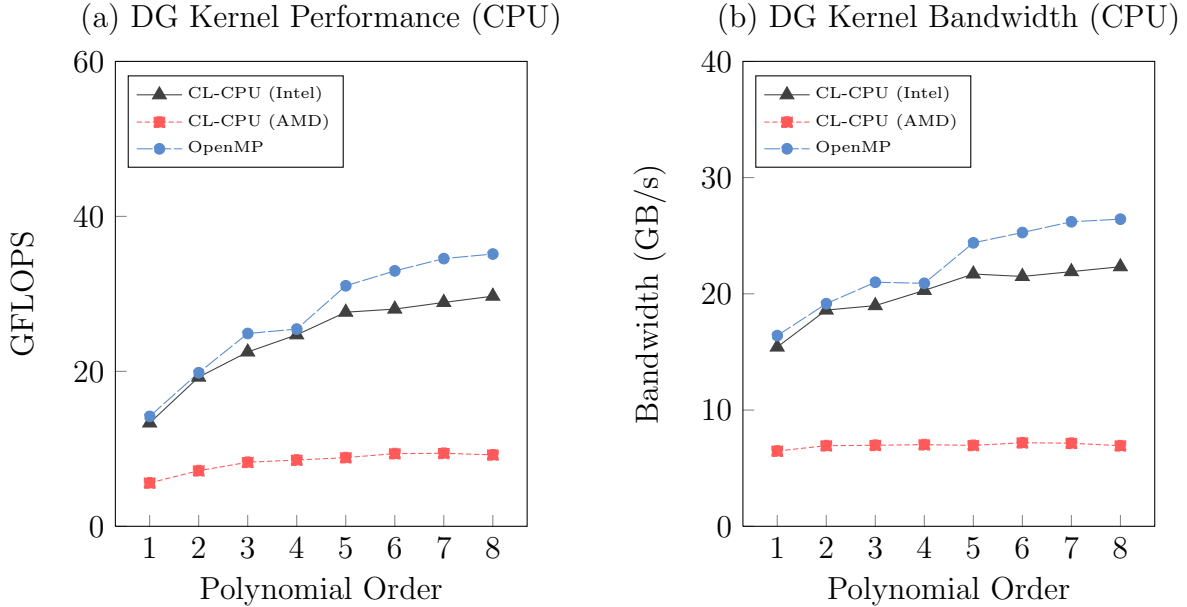 (a) DG Kernel Performance (CPU)
60
40
20
0
GFLOPS
CL-CPU (Intel)
CL-CPU (AMD)
OpenMP
1 2 3 4 5 6 7 8
Polynomial Order
(b) DG Kernel Bandwidth (CPU)
40
30
20
10
0
Bandwidth (GB/s)
CL-CPU (Intel)
CL-CPU (AMD)
OpenMP
1 2 3 4 5 6 7 8
Polynomial Order